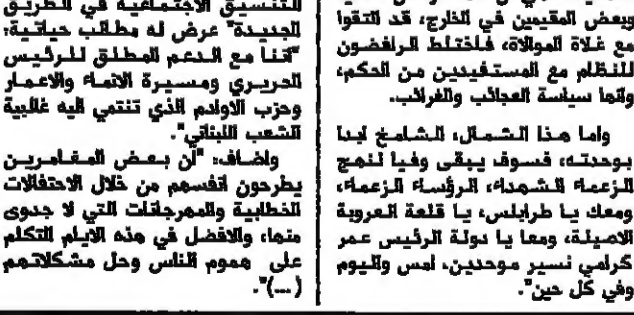 وبعض المقيمين في الخارج، قد التقوا
مع غلاة الموالاة، فاختلط الرافضون
للنظام مع المستفيدين من الحكم،
وانها سياسة العجائب والغرائب.
واما هذا الشمال، الشامخ ابدا
بوحدته، فسوف يبقى وفيا لنهج
الزعماء الشهداء، الرؤساء الزعماء،
ومعك يا طرابلس، يا قلعة العروبة
الاصيلة، ومعا يا دولة الرئيس عمر
كرامي نسير موحدين، امس واليوم
وفي كل حين".
للتنسيق الاجتماعية في الطريق
الجديدة" عرض له مطالب حياتية:
"اننا مع الدعم المطلق للرئيس
الحريري ومسيرة الانماء والاعمار
وحزب الاوادم الذي تنتمي اليه غالبية
الشعب اللبناني".
واضاف: "ان بعض المغامرين
يطرحون انفسهم من خلال الاحتفالات
الخطابية والمهرجانات التي لا جدوى
منها، والافضل في هذه الايام التكلم
على هموم الناس وحل مشكلاتهم
(...)".